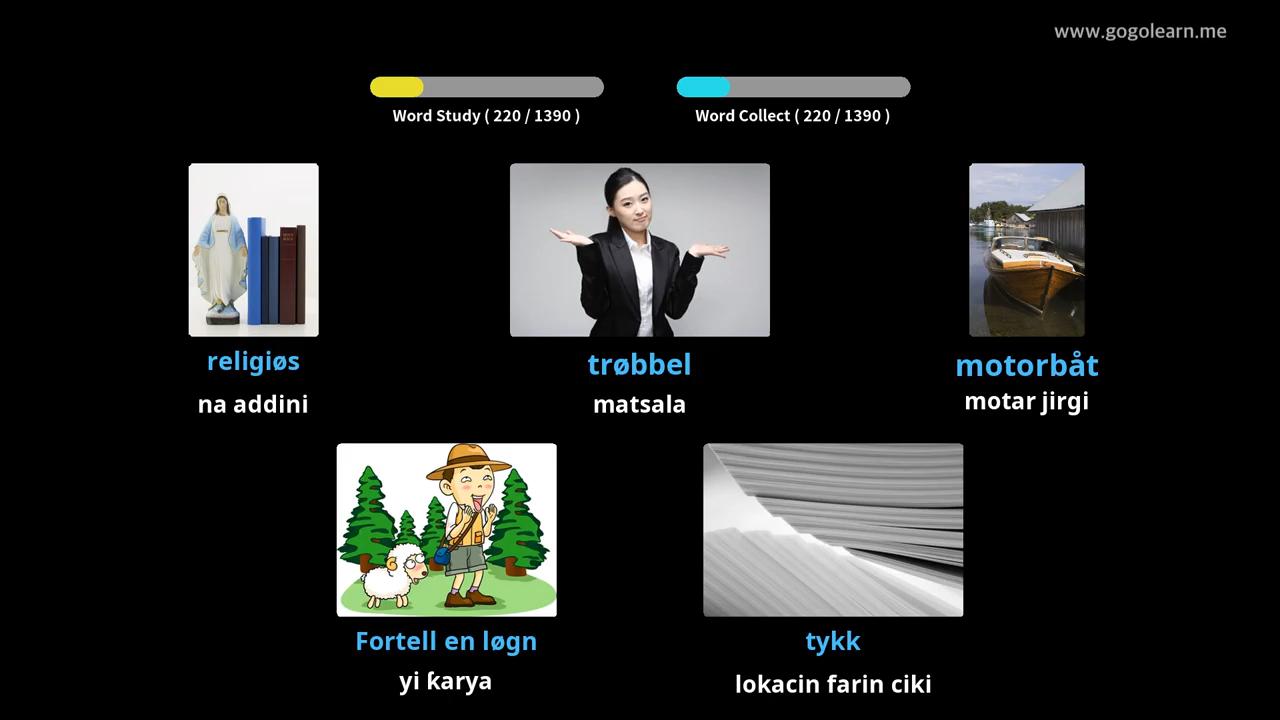 www.gogolearn.me
Word Study ( 220 / 1390 )
Word Collect ( 220 / 1390 )
religiøs
na addini
trøbbel
matsala
motorbåt
motar jirgi
Fortell en løgn
yi ƙarya
tykk
lokacin farin ciki